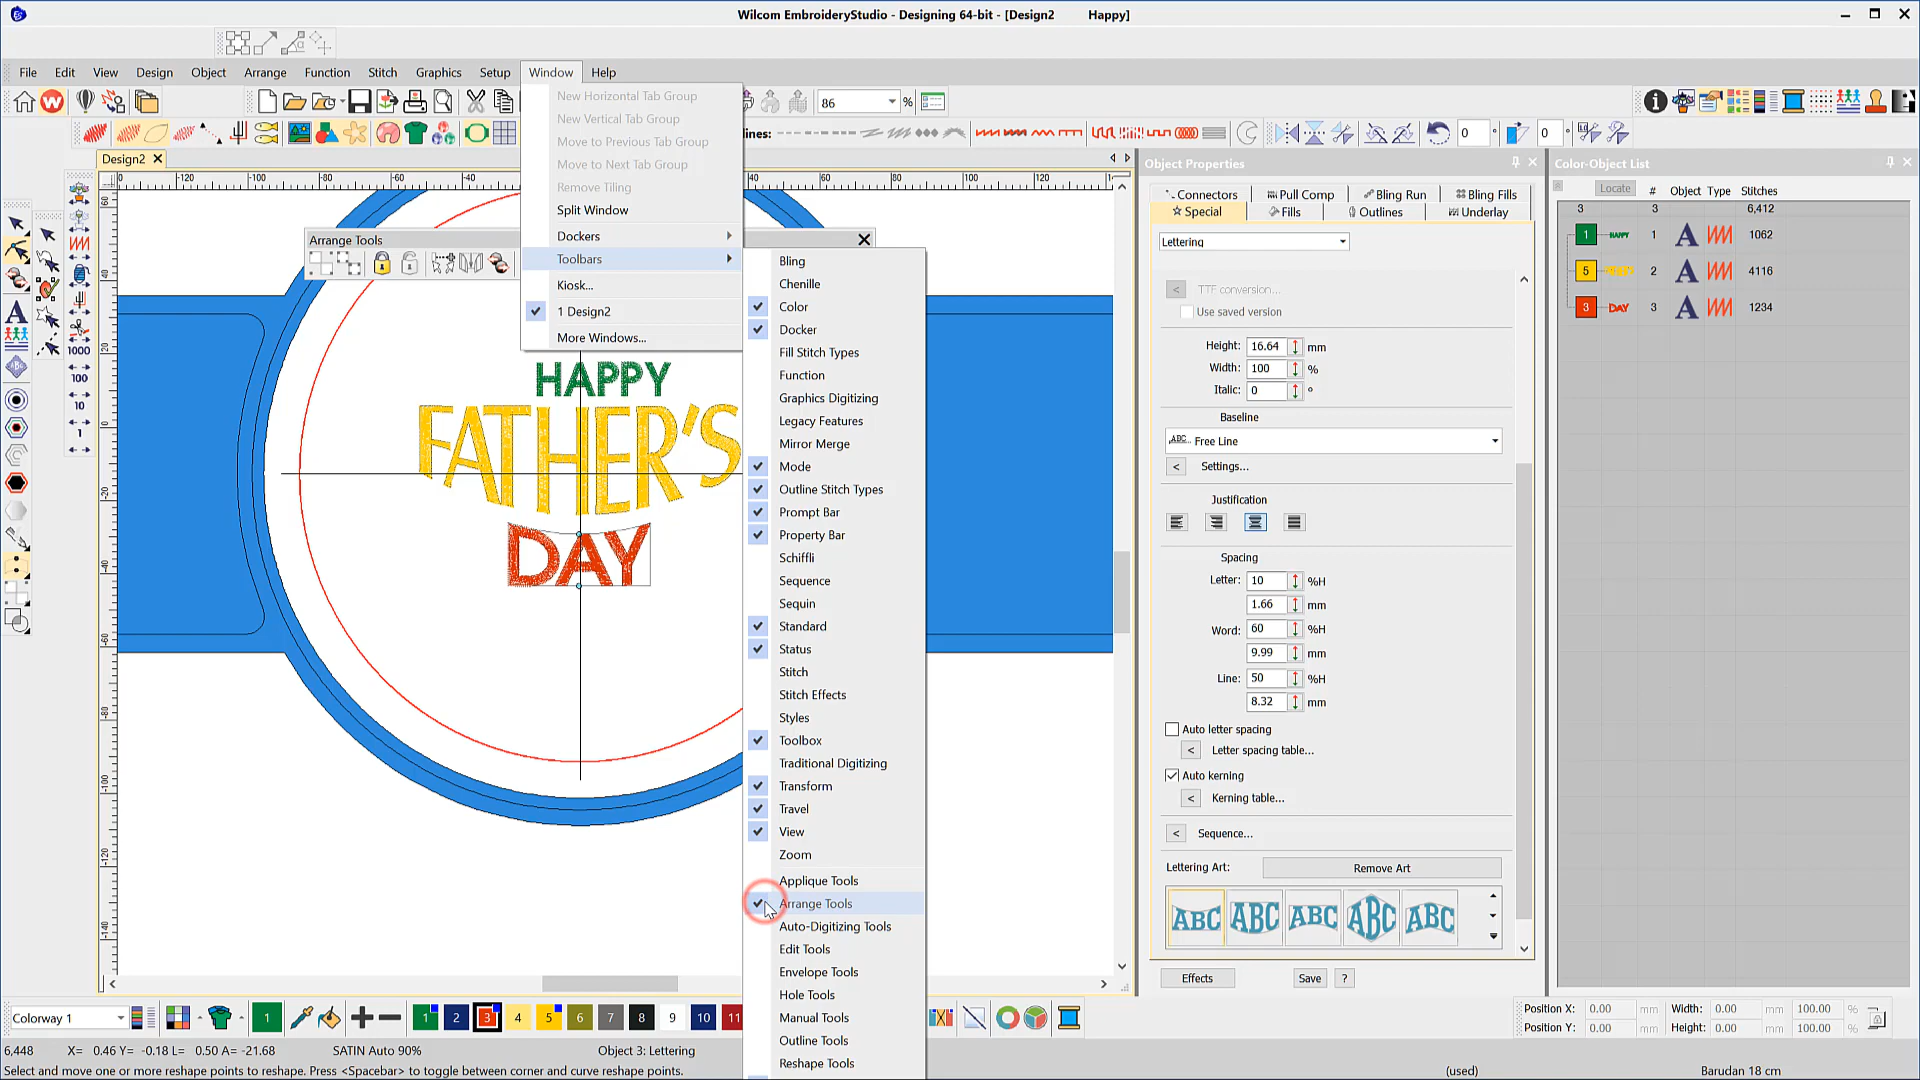 Wilcom EmbroideryStudio - Designing 64-bit - [Design2 Happy]
File Edit View Design Object Arrange Function Stitch Graphics Setup Window Help
86 %
lines: 0 ° 0 °
Design2
New Horizontal Tab Group
New Vertical Tab Group
Move to Previous Tab Group
Move to Next Tab Group
Remove Tiling
Split Window
Dockers
Toolbars
Kiosk...
1 Design2
More Windows...
Arrange Tools
Bling
Chenille
Color
Docker
Fill Stitch Types
Function
Graphics Digitizing
Legacy Features
Mirror Merge
Mode
Outline Stitch Types
Prompt Bar
Property Bar
Schiffli
Sequence
Sequin
Standard
Status
Stitch
Stitch Effects
Styles
Toolbox
Traditional Digitizing
Transform
Travel
View
Zoom
Applique Tools
Arrange Tools
Auto-Digitizing Tools
Edit Tools
Envelope Tools
Hole Tools
Manual Tools
Outline Tools
Reshape Tools
HAPPY
FATHER'S
DAY
1000
100
10
1
Object Properties
Connectors Pull Comp Bling Run Bling Fills
Special Fills Outlines Underlay
Lettering
TTF conversion...
Use saved version
Height: 16.64 mm
Width: 100 %
Italic: 0 °
Baseline
ABC Free Line
Settings...
Justification
Spacing
Letter: 10 %H
1.66 mm
Word: 60 %H
9.99 mm
Line: 50 %H
8.32 mm
Auto letter spacing
Letter spacing table...
Auto kerning
Kerning table...
Sequence...
Lettering Art: Remove Art
ABC ABC ABC ABC ABC
Effects Save ?
Color-Object List
Locate # Object Type Stitches
3 3 6,412
1 HAPPY 1 A 1062
5 2 A 4116
3 DAY 3 A 1234
Colorway 1 1 1 2 3 4 5 6 7 8 9 10 11
Position X: 0.00 mm Width: 0.00 mm 100.00 %
Position Y: 0.00 mm Height: 0.00 mm 100.00 %
6,448 X= 0.46 Y= -0.18 L= 0.50 A= -21.68 SATIN Auto 90% Object 3: Lettering
Select and move one or more reshape points to reshape. Press <Spacebar> to toggle between corner and curve reshape points. (used) Barudan 18 cm